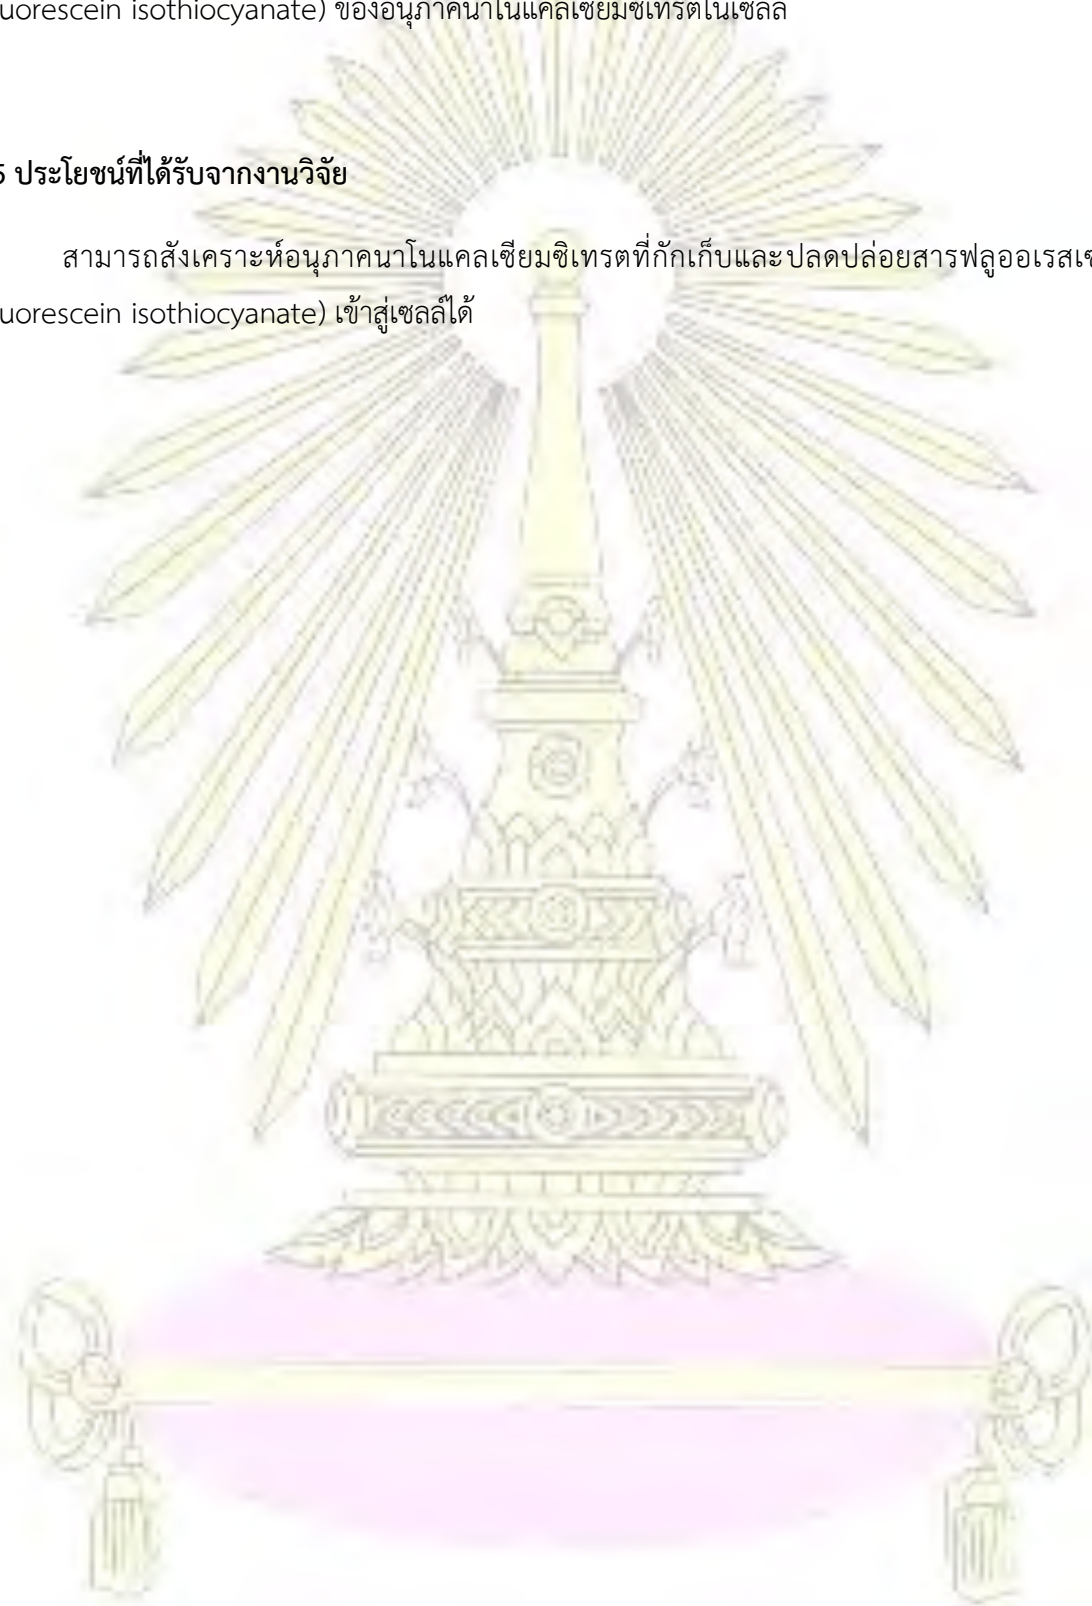 uorescein isothiocyanate) ของอนุภาคนาโนแคลเซียมซิเทรตในเซลล์
5 ประโยชน์ที่ได้รับจากงานวิจัย
สามารถสังเคราะห์อนุภาคนาโนแคลเซียมซิเทรตที่กักเก็บและปลดปล่อยสารฟลูออเรสเซ
uorescein isothiocyanate) เข้าสู่เซลล์ได้